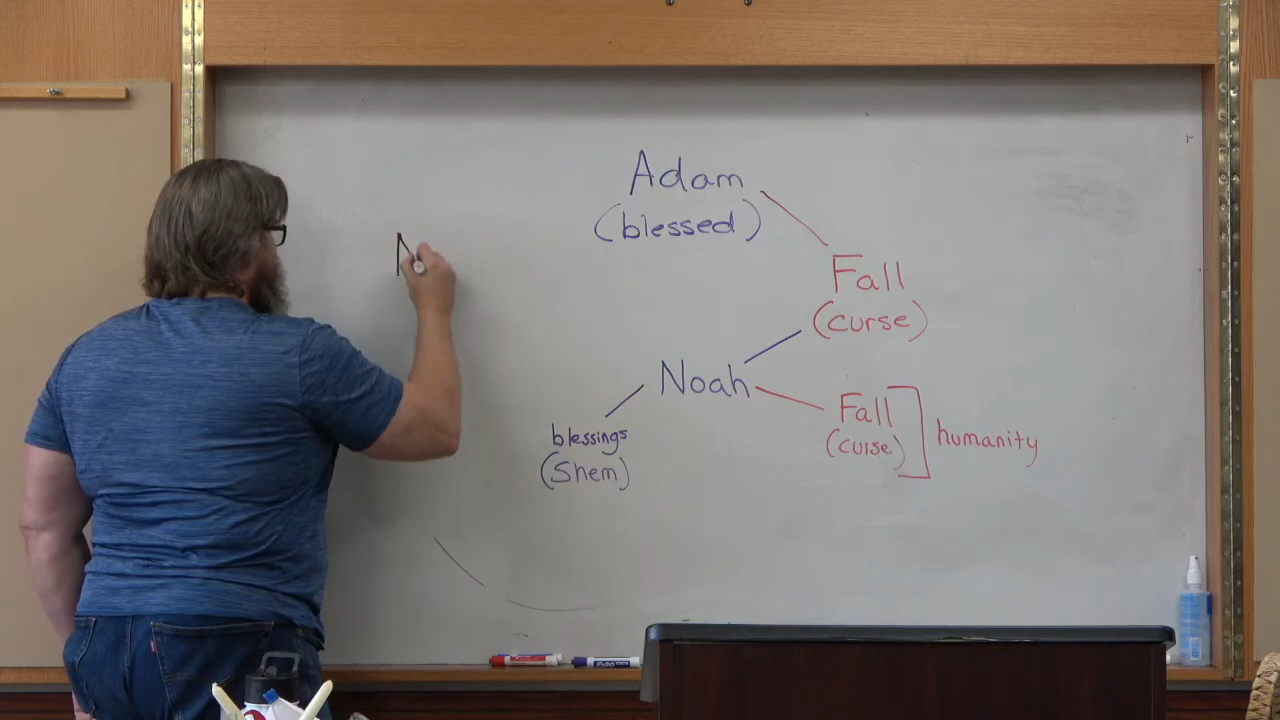 Adam
(blessed)
Fall
(curse)
Noah
Fall
(curse)
humanity
blessings
(Shem)